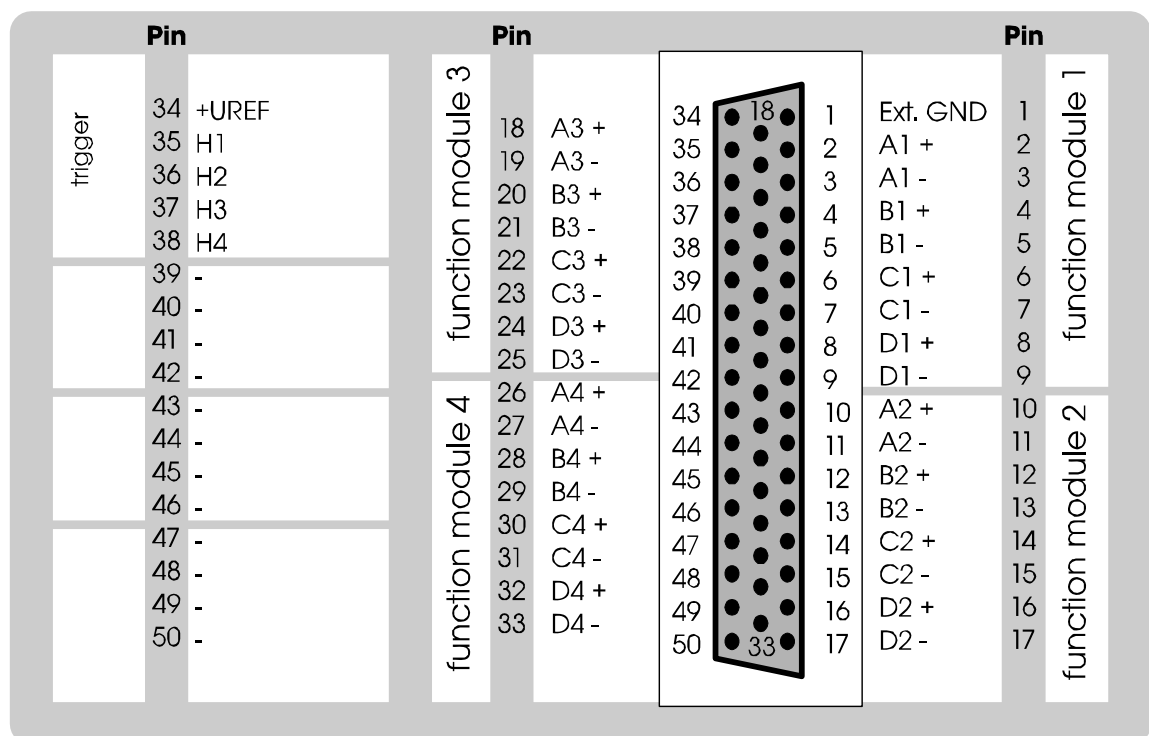 Pin Pin Pin
trigger
34 +UREF
35 H1
36 H2
37 H3
38 H4
39 -
40 -
41 -
42 -
43 -
44 -
45 -
46 -
47 -
48 -
49 -
50 -
function module 3
18 A3 +
19 A3 -
20 B3 +
21 B3 -
22 C3 +
23 C3 -
24 D3 +
25 D3 -
function module 4
26 A4 +
27 A4 -
28 B4 +
29 B4 -
30 C4 +
31 C4 -
32 D4 +
33 D4 -
34 18 1
35 2
36 3
37 4
38 5
39 6
40 7
41 8
42 9
43 10
44 11
45 12
46 13
47 14
48 15
49 16
50 33 17
Ext. GND 1
A1 + 2
A1 - 3
B1 + 4
B1 - 5
C1 + 6
C1 - 7
D1 + 8
D1 - 9
function module 1
A2 + 10
A2 - 11
B2 + 12
B2 - 13
C2 + 14
C2 - 15
D2 + 16
D2 - 17
function module 2